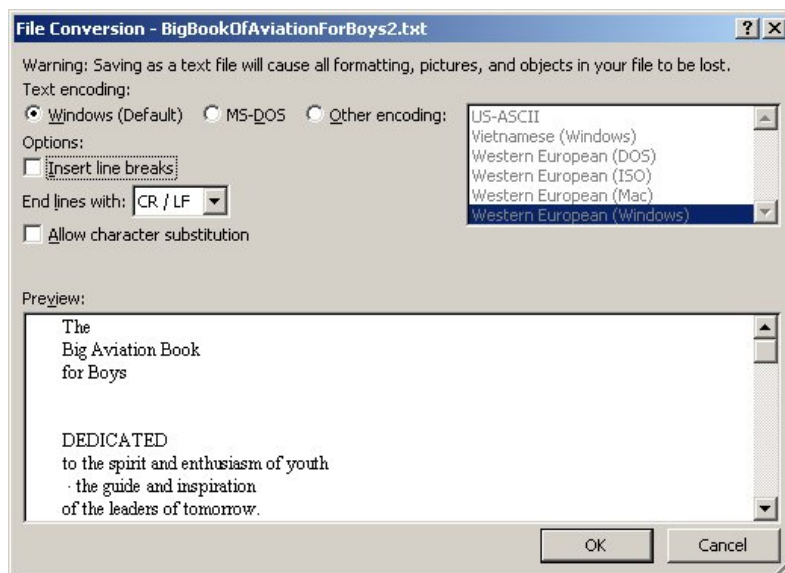 File Conversion - BigBookOfAviationForBoys2.txt
Warning: Saving as a text file will cause all formatting, pictures, and objects in your file to be lost.
Text encoding:
Windows (Default) MS-DOS Other encoding:
US-ASCII
Vietnamese (Windows)
Western European (DOS)
Western European (ISO)
Western European (Mac)
Western European (Windows)
Options:
Insert line breaks
End lines with: CR / LF
Allow character substitution
Preview:
The
Big Aviation Book
for Boys
DEDICATED
to the spirit and enthusiasm of youth
· the guide and inspiration
of the leaders of tomorrow.
OK Cancel